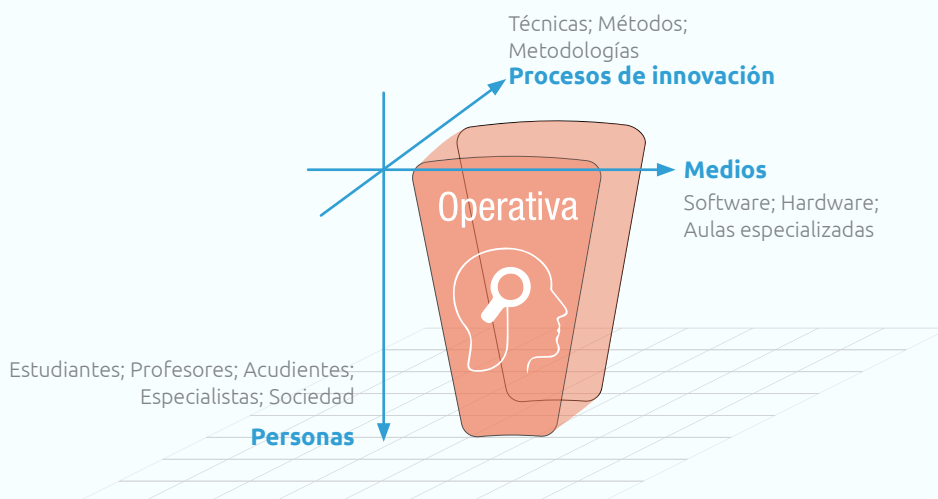 Técnicas; Métodos;
Metodologías
Procesos de innovación
Medios
Software; Hardware;
Aulas especializadas
Operativa
Estudiantes; Profesores; Acudientes;
Especialistas; Sociedad
Personas